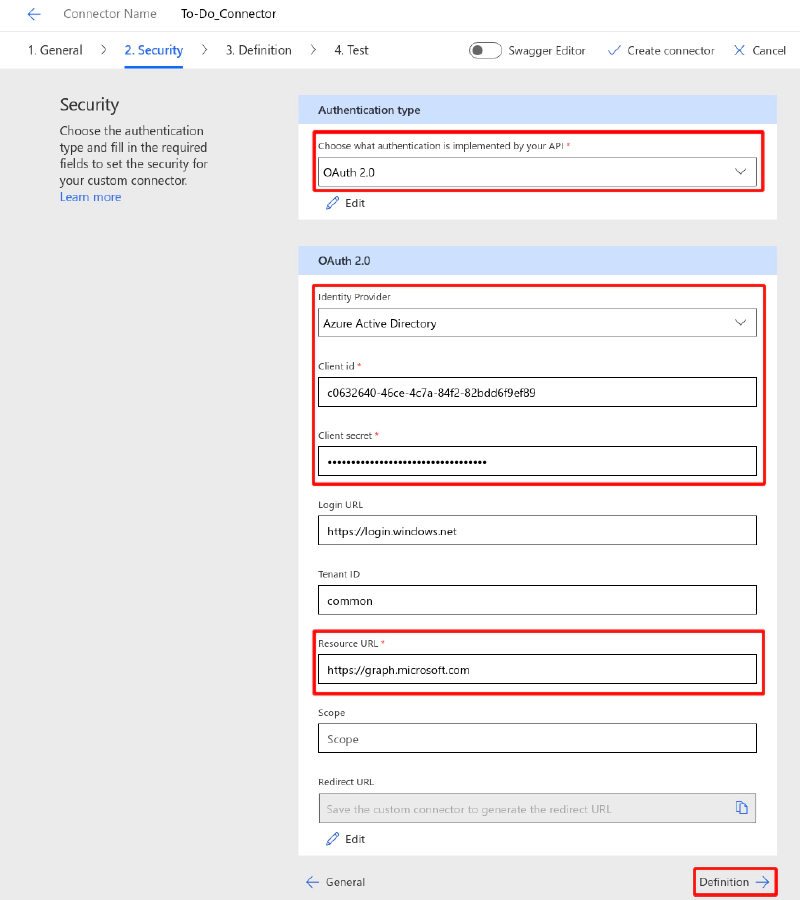 Connector Name To-Do_Connector
1. General 2. Security 3. Definition 4. Test Swagger Editor Create connector Cancel
Security
Choose the authentication
type and fill in the required
fields to set the security for
your custom connector.
Learn more
Authentication type
Choose what authentication is implemented by your API *
OAuth 2.0
Edit
OAuth 2.0
Identity Provider
Azure Active Directory
Client id *
c0632640-46ce-4c7a-84f2-82bdd6f9ef89
Client secret *
••••••••••••••••••••••••••••••••••
Login URL
https://login.windows.net
Tenant ID
common
Resource URL *
https://graph.microsoft.com
Scope
Scope
Redirect URL
Save the custom connector to generate the redirect URL
Edit
General Definition